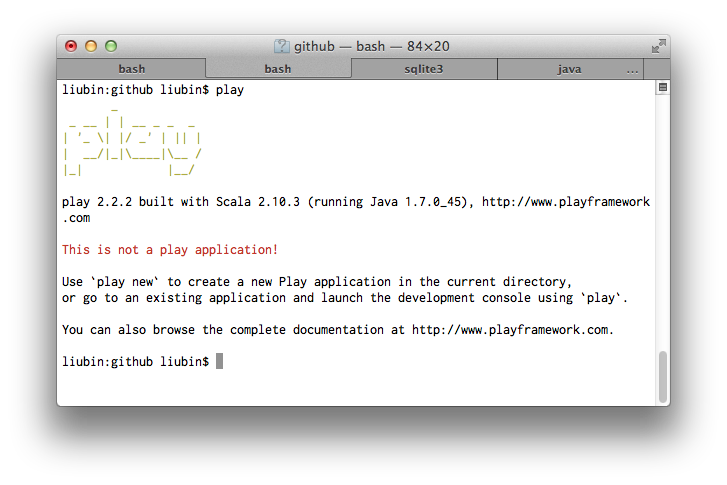 github — bash — 84×20
bash
bash
sqlite3
java
...
liubin:github liubin$ play
       _
 _ __ | | __ _ _  _
| '_ \| |/ _' | || |
|  __/|_|\____|\__ /
|_|            |__/
play 2.2.2 built with Scala 2.10.3 (running Java 1.7.0_45), http://www.playframework
.com
This is not a play application!
Use `play new` to create a new Play application in the current directory,
or go to an existing application and launch the development console using `play`.
You can also browse the complete documentation at http://www.playframework.com.
liubin:github liubin$